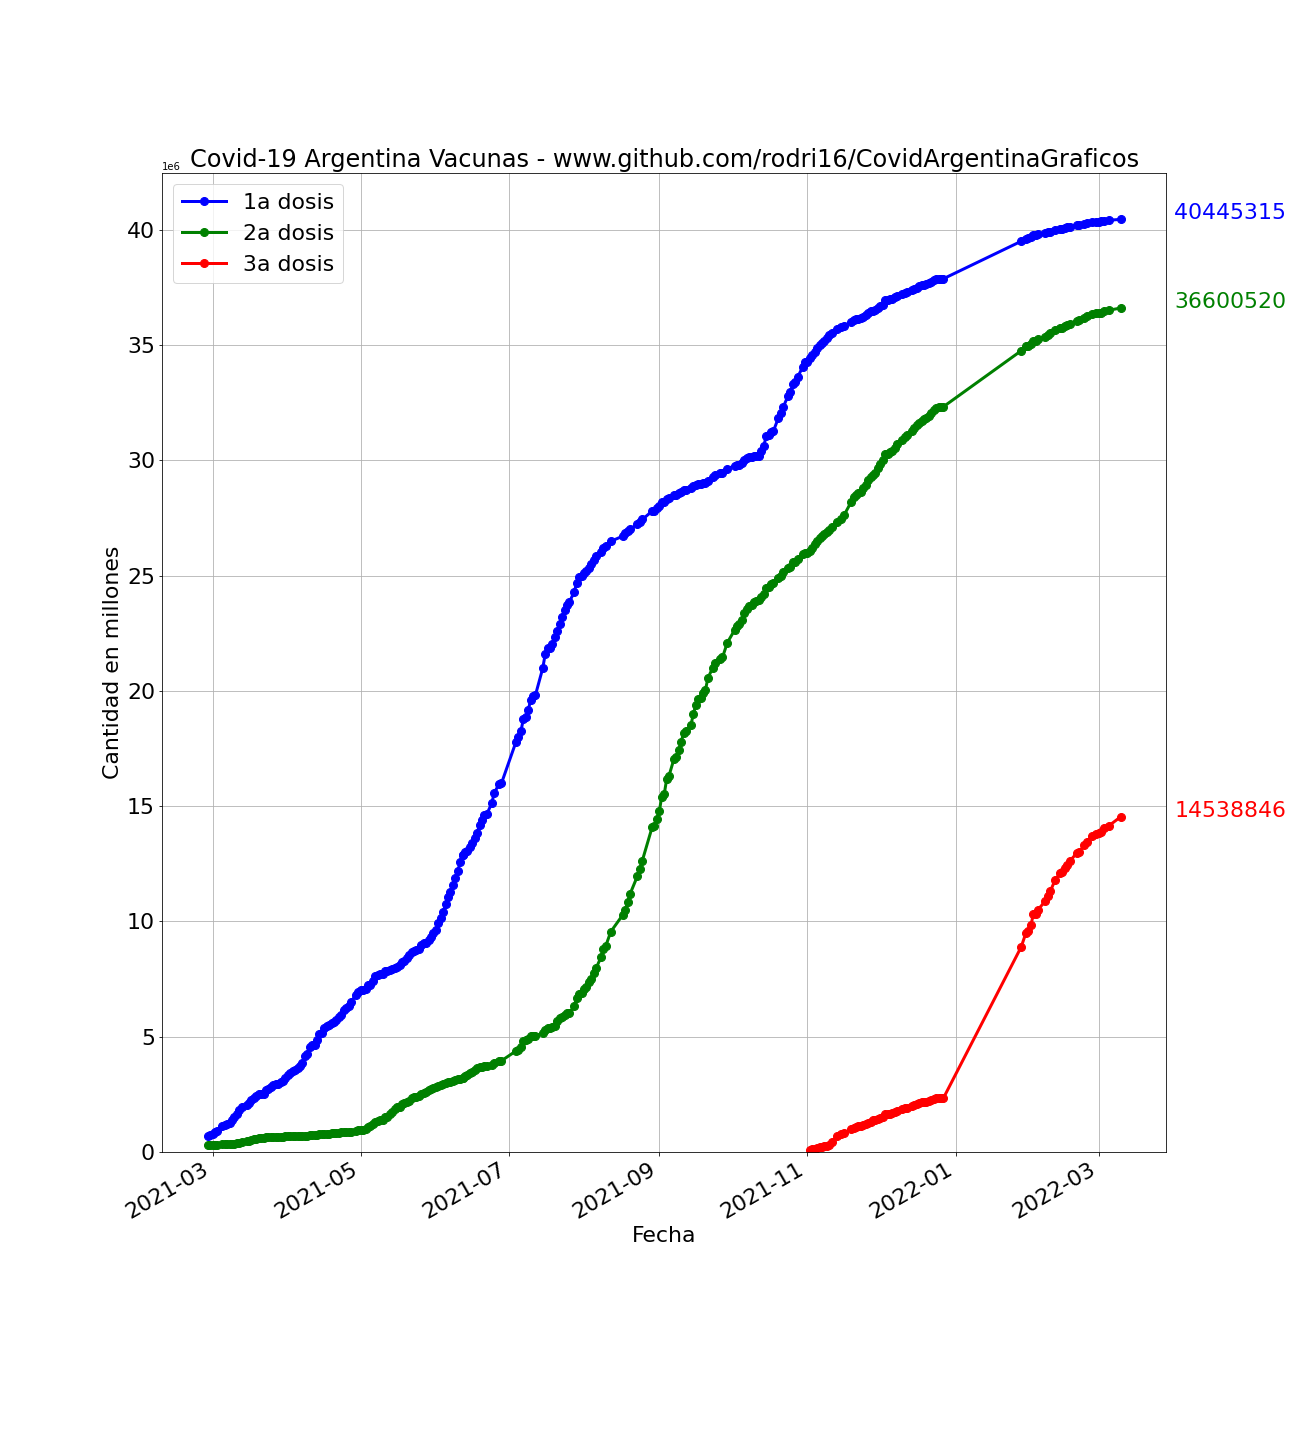 Covid-19 Argentina Vacunas - www.github.com/rodri16/CovidArgentinaGraficos
1e6
1a dosis
2a dosis
3a dosis
40445315
36600520
14538846
40
35
30
25
20
15
10
5
0
Cantidad en millones
2021-03
2021-05
2021-07
2021-09
2021-11
2022-01
2022-03
Fecha